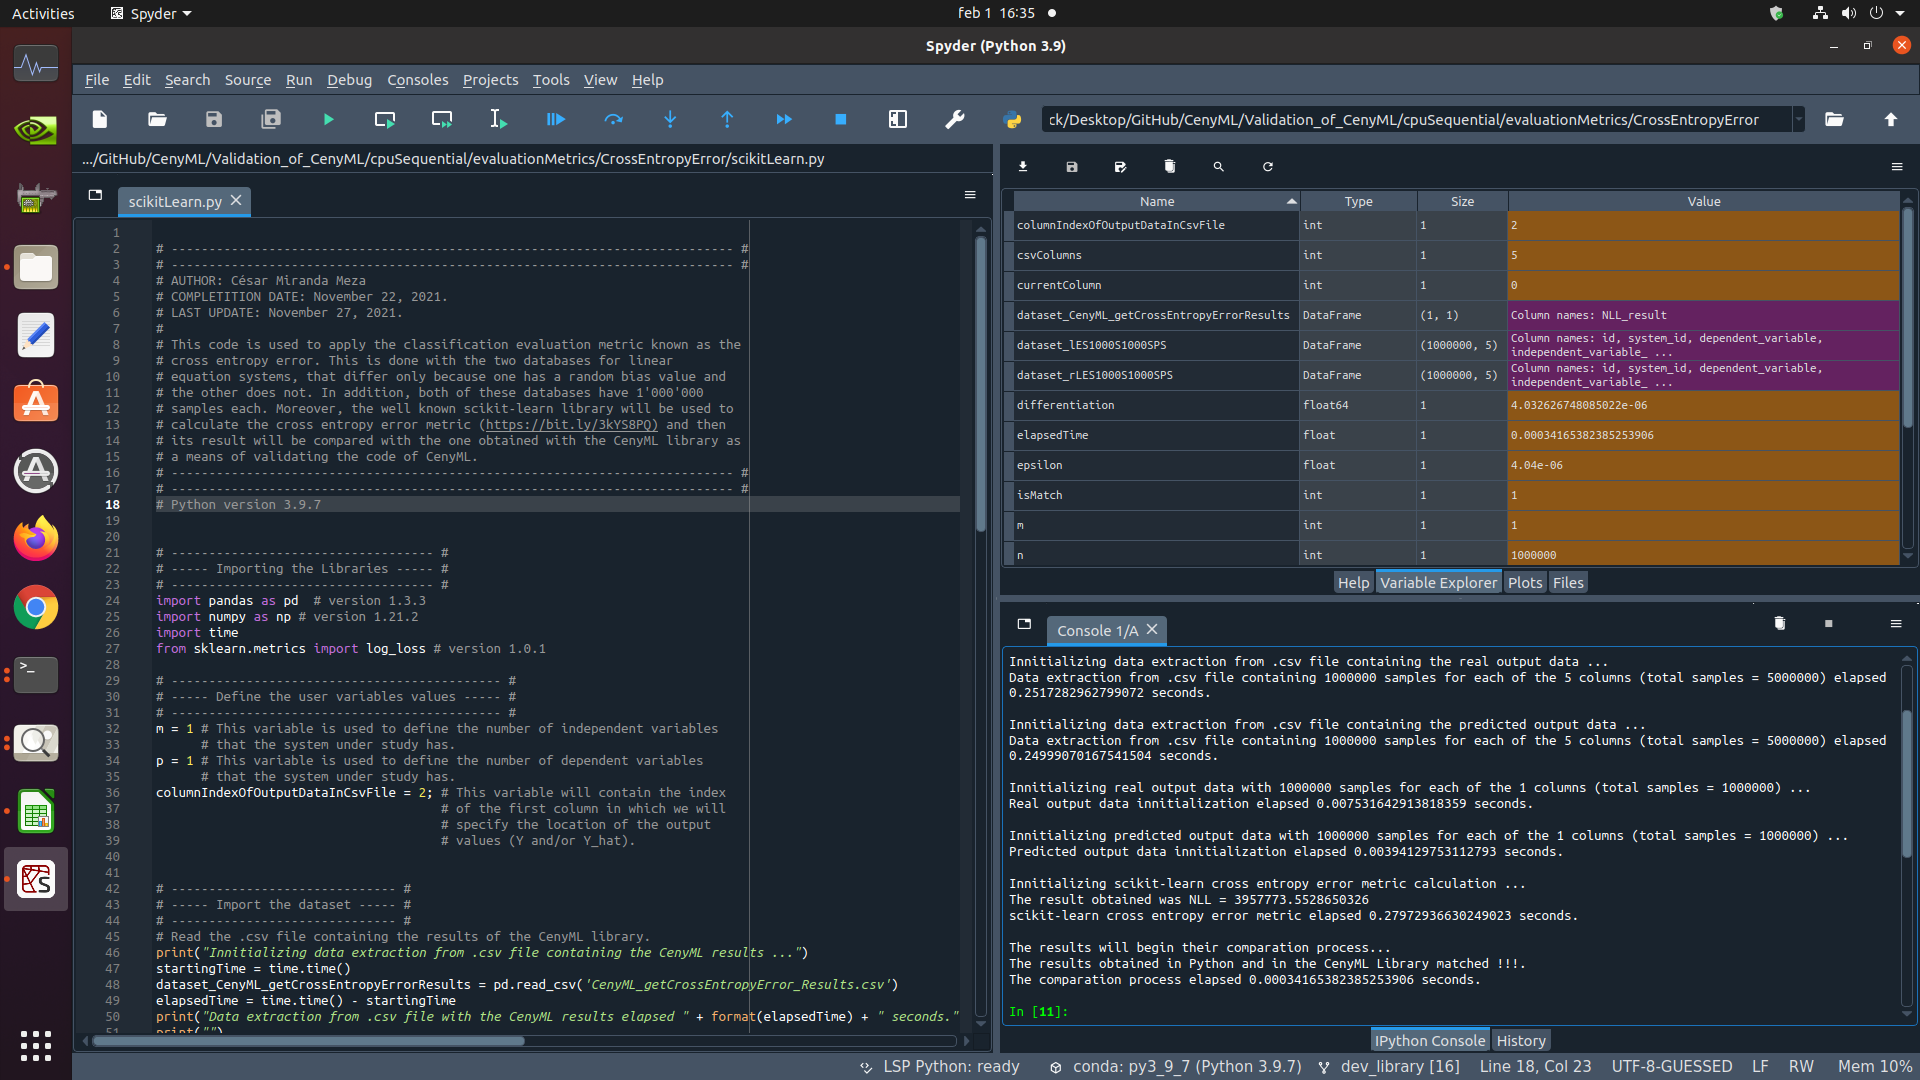 Activities
Spyder
feb 1 16:35
Spyder (Python 3.9)
File Edit Search Source Run Debug Consoles Projects Tools View Help
ck/Desktop/GitHub/CenyML/Validation_of_CenyML/cpuSequential/evaluationMetrics/CrossEntropyError
.../GitHub/CenyML/Validation_of_CenyML/cpuSequential/evaluationMetrics/CrossEntropyError/scikitLearn.py
scikitLearn.py
1
2 # --------------------------------------------------------------------------- #
3 # --------------------------------------------------------------------------- #
4 # AUTHOR: César Miranda Meza
5 # COMPLETITION DATE: November 22, 2021.
6 # LAST UPDATE: November 27, 2021.
7 #
8 # This code is used to apply the classification evaluation metric known as the
9 # cross entropy error. This is done with the two databases for linear
10 # equation systems, that differ only because one has a random bias value and
11 # the other does not. In addition, both of these databases have 1'000'000
12 # samples each. Moreover, the well known scikit-learn library will be used to
13 # calculate the cross entropy error metric (https://bit.ly/3kYS8PQ) and then
14 # its result will be compared with the one obtained with the CenyML library as
15 # a means of validating the code of CenyML.
16 # --------------------------------------------------------------------------- #
17 # --------------------------------------------------------------------------- #
18 # Python version 3.9.7
19
20
21 # ----------------------------------- #
22 # ----- Importing the Libraries ----- #
23 # ----------------------------------- #
24 import pandas as pd  # version 1.3.3
25 import numpy as np # version 1.21.2
26 import time
27 from sklearn.metrics import log_loss # version 1.0.1
28
29 # -------------------------------------------- #
30 # ----- Define the user variables values ----- #
31 # -------------------------------------------- #
32 m = 1 # This variable is used to define the number of independent variables
33 # that the system under study has.
34 p = 1 # This variable is used to define the number of dependent variables
35 # that the system under study has.
36 columnIndexOfOutputDataInCsvFile = 2; # This variable will contain the index
37 # of the first column in which we will
38 # specify the location of the output
39 # values (Y and/or Y_hat).
40
41
42 # ------------------------------ #
43 # ----- Import the dataset ----- #
44 # ------------------------------ #
45 # Read the .csv file containing the results of the CenyML library.
46 print("Innitializing data extraction from .csv file containing the CenyML results ...")
47 startingTime = time.time()
48 dataset_CenyML_getCrossEntropyErrorResults = pd.read_csv('CenyML_getCrossEntropyError_Results.csv')
49 elapsedTime = time.time() - startingTime
50 print("Data extraction from .csv file with the CenyML results elapsed " + format(elapsedTime) + " seconds."
51 print("")
Name Type Size Value
columnIndexOfOutputDataInCsvFile int 1 2
csvColumns int 1 5
currentColumn int 1 0
dataset_CenyML_getCrossEntropyErrorResults DataFrame (1, 1) Column names: NLL_result
dataset_lES1000S1000SPS DataFrame (1000000, 5) Column names: id, system_id, dependent_variable,
independent_variable_ ...
dataset_rLES1000S1000SPS DataFrame (1000000, 5) Column names: id, system_id, dependent_variable,
independent_variable_ ...
differentiation float64 1 4.032626748085022e-06
elapsedTime float 1 0.00034165382385253906
epsilon float 1 4.04e-06
isMatch int 1 1
m int 1 1
n int 1 1000000
Help Variable Explorer Plots Files
Console 1/A
Innitializing data extraction from .csv file containing the real output data ...
Data extraction from .csv file containing 1000000 samples for each of the 5 columns (total samples = 5000000) elapsed
0.2517282962799072 seconds.
Innitializing data extraction from .csv file containing the predicted output data ...
Data extraction from .csv file containing 1000000 samples for each of the 5 columns (total samples = 5000000) elapsed
0.24999070167541504 seconds.
Innitializing real output data with 1000000 samples for each of the 1 columns (total samples = 1000000) ...
Real output data innitialization elapsed 0.007531642913818359 seconds.
Innitializing predicted output data with 1000000 samples for each of the 1 columns (total samples = 1000000) ...
Predicted output data innitialization elapsed 0.00394129753112793 seconds.
Innitializing scikit-learn cross entropy error metric calculation ...
The result obtained was NLL = 3957773.5528650326
scikit-learn cross entropy error metric elapsed 0.27972936630249023 seconds.
The results will begin their comparation process...
The results obtained in Python and in the CenyML Library matched !!!.
The comparation process elapsed 0.00034165382385253906 seconds.
In [11]:
IPython Console History
LSP Python: ready conda: py3_9_7 (Python 3.9.7) dev_library [16] Line 18, Col 23 UTF-8-GUESSED LF RW Mem 10%